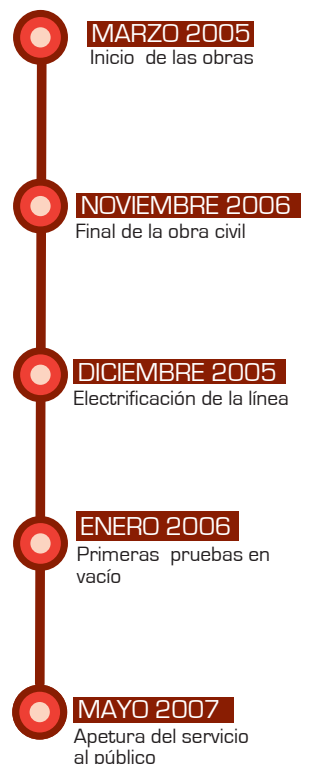 MARZO 2005
Inicio de las obras
NOVIEMBRE 2006
Final de la obra civil
DICIEMBRE 2005
Electrificación de la línea
ENERO 2006
Primeras pruebas en
vacío
MAYO 2007
Apetura del servicio
al público